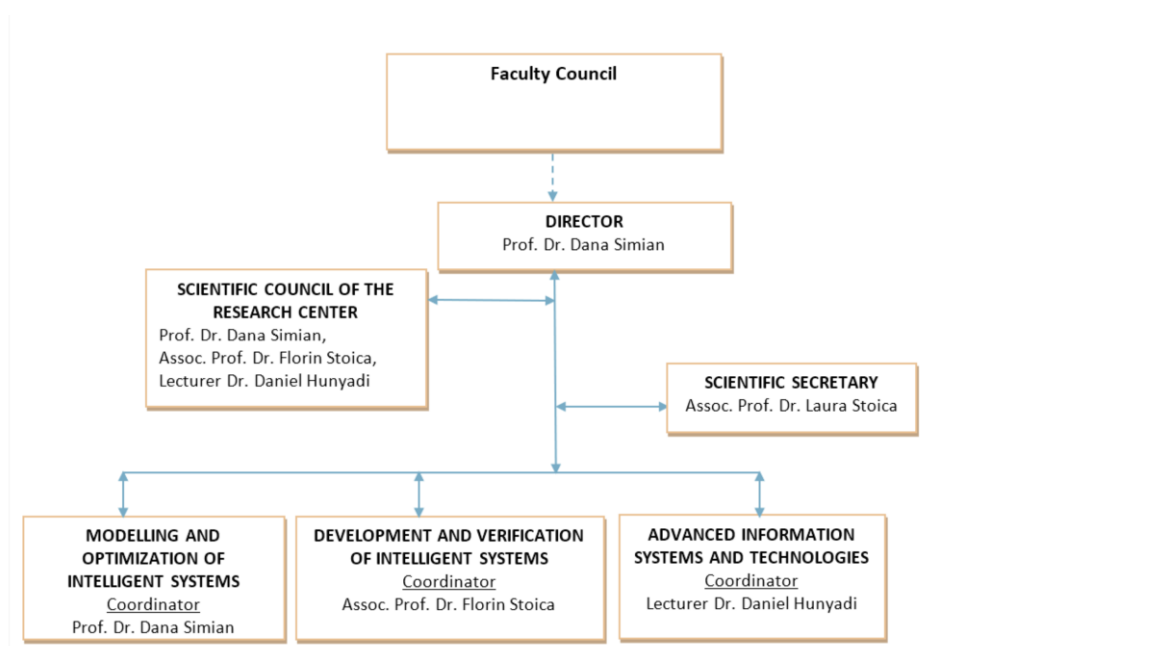 Faculty Council
DIRECTOR
Prof. Dr. Dana Simian
SCIENTIFIC COUNCIL OF THE
RESEARCH CENTER
Prof. Dr. Dana Simian,
Assoc. Prof. Dr. Florin Stoica,
Lecturer Dr. Daniel Hunyadi
SCIENTIFIC SECRETARY
Assoc. Prof. Dr. Laura Stoica
MODELLING AND
OPTIMIZATION OF
INTELLIGENT SYSTEMS
Coordinator
Prof. Dr. Dana Simian
DEVELOPMENT AND VERIFICATION
OF INTELLIGENT SYSTEMS
Coordinator
Assoc. Prof. Dr. Florin Stoica
ADVANCED INFORMATION
SYSTEMS AND TECHNOLOGIES
Coordinator
Lecturer Dr. Daniel Hunyadi